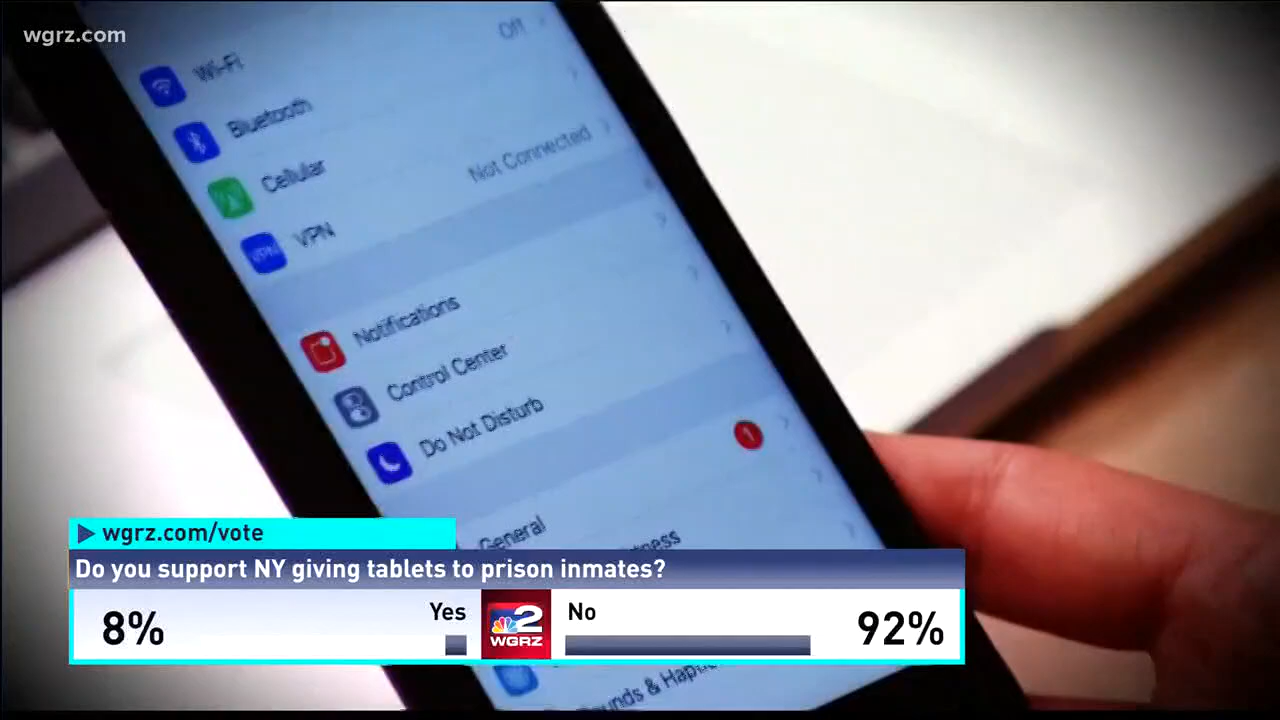 wgrz.com
Wi-Fi Off
Bluetooth
Cellular
VPN Not Connected
VPN
Notifications
Control Center
Do Not Disturb
1
General
wgrz.com/vote
Do you support NY giving tablets to prison inmates?
8% Yes No 92%
2
WGRZ